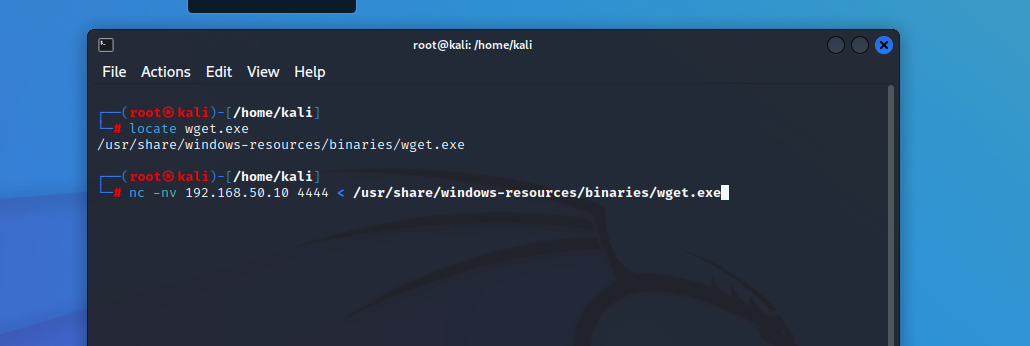 root@kali: /home/kali
File Actions Edit View Help
┌──(root㉿kali)-[/home/kali]
└─# locate wget.exe
/usr/share/windows-resources/binaries/wget.exe
┌──(root㉿kali)-[/home/kali]
└─# nc -nv 192.168.50.10 4444 < /usr/share/windows-resources/binaries/wget.exe